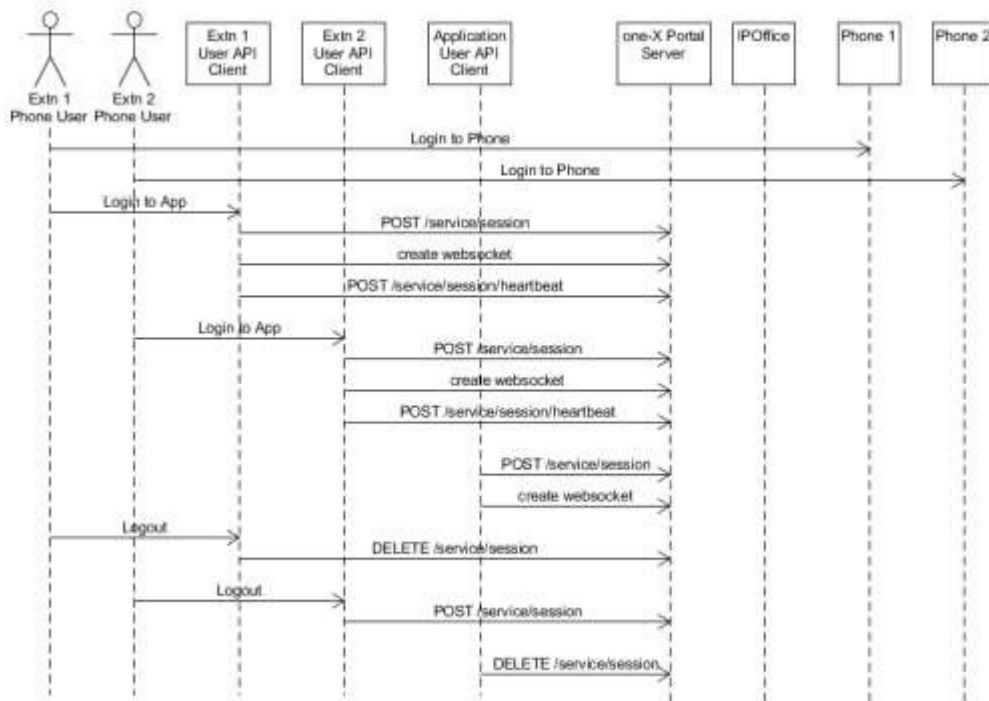 Extn 1
Phone User
Extn 2
Phone User
Extn 1
User API
Client
Extn 2
User API
Client
Application
User API
Client
one-X Portal
Server
IPOffice
Phone 1
Phone 2
Login to Phone
Login to Phone
Login to App
POST /service/session
create websocket
POST /service/session/heartbeat
Login to App
POST /service/session
create websocket
POST /service/session/heartbeat
POST /service/session
create websocket
Logout
DELETE /service/session
Logout
POST /service/session
DELETE /service/session